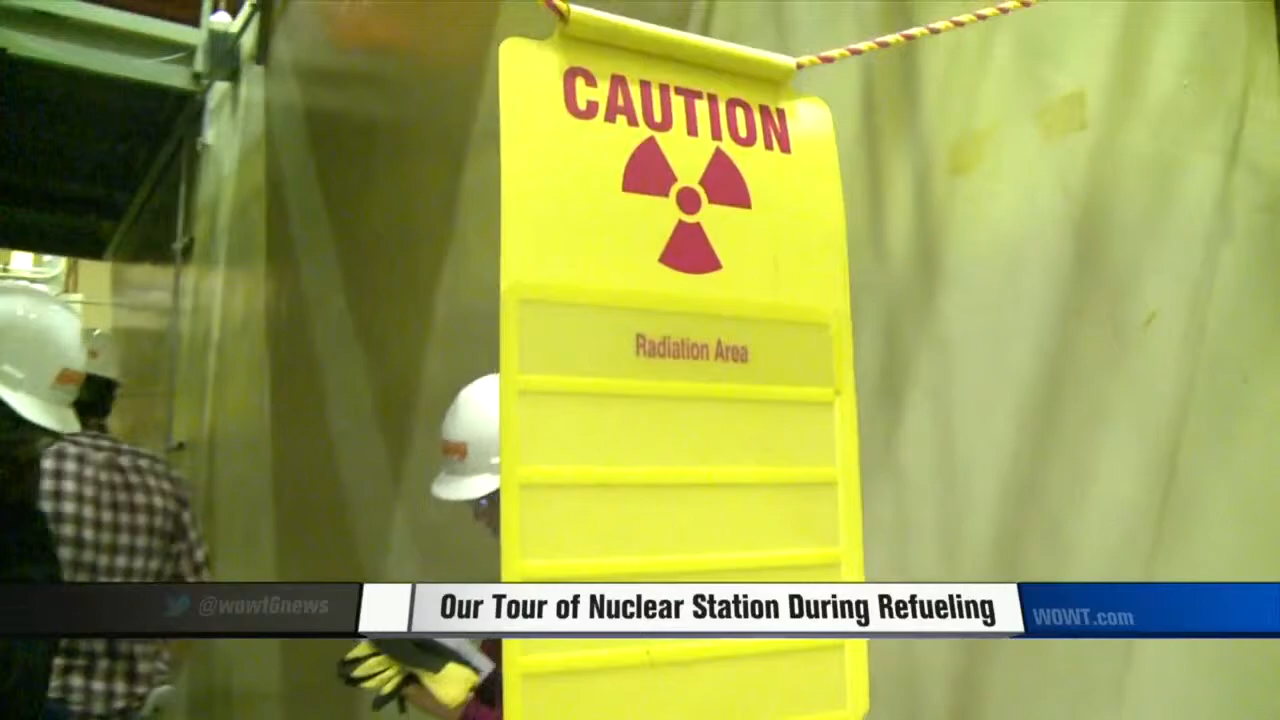 CAUTION
Radiation Area
@wowt6news
Our Tour of Nuclear Station During Refueling
WOWT.com